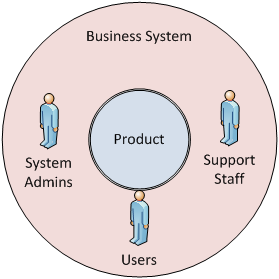 Business System
Product
System
Admins
Support
Staff
Users